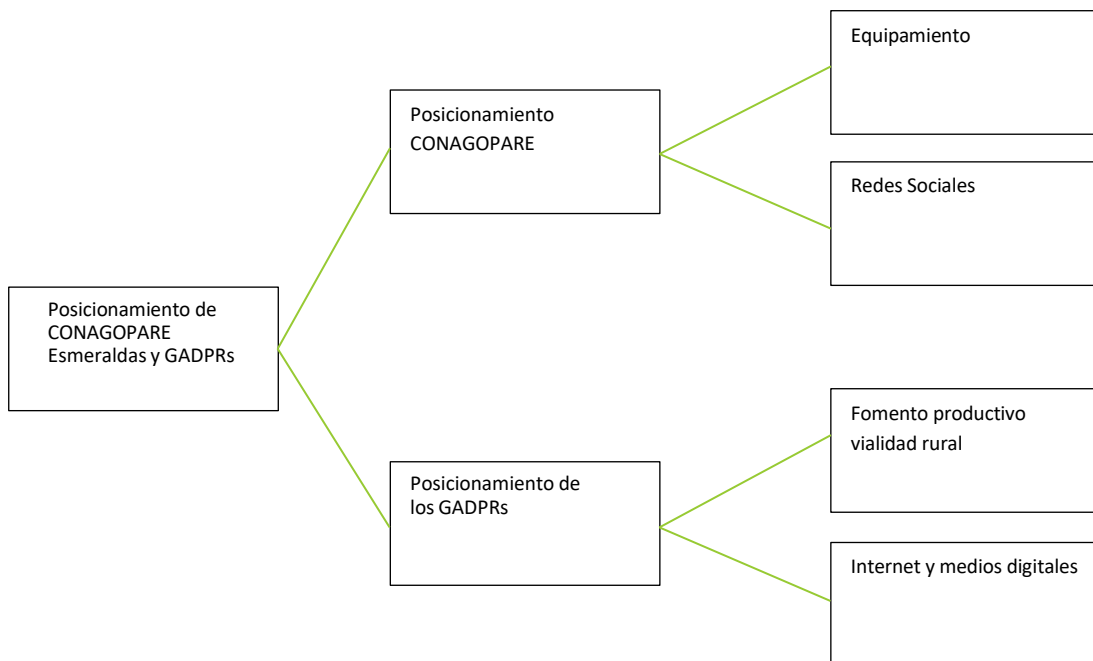 Equipamiento
Posicionamiento
CONAGOPARE
Redes Sociales
Posicionamiento de
CONAGOPARE
Esmeraldas y GADPRs
Fomento productivo
vialidad rural
Posicionamiento de
los GADPRs
Internet y medios digitales